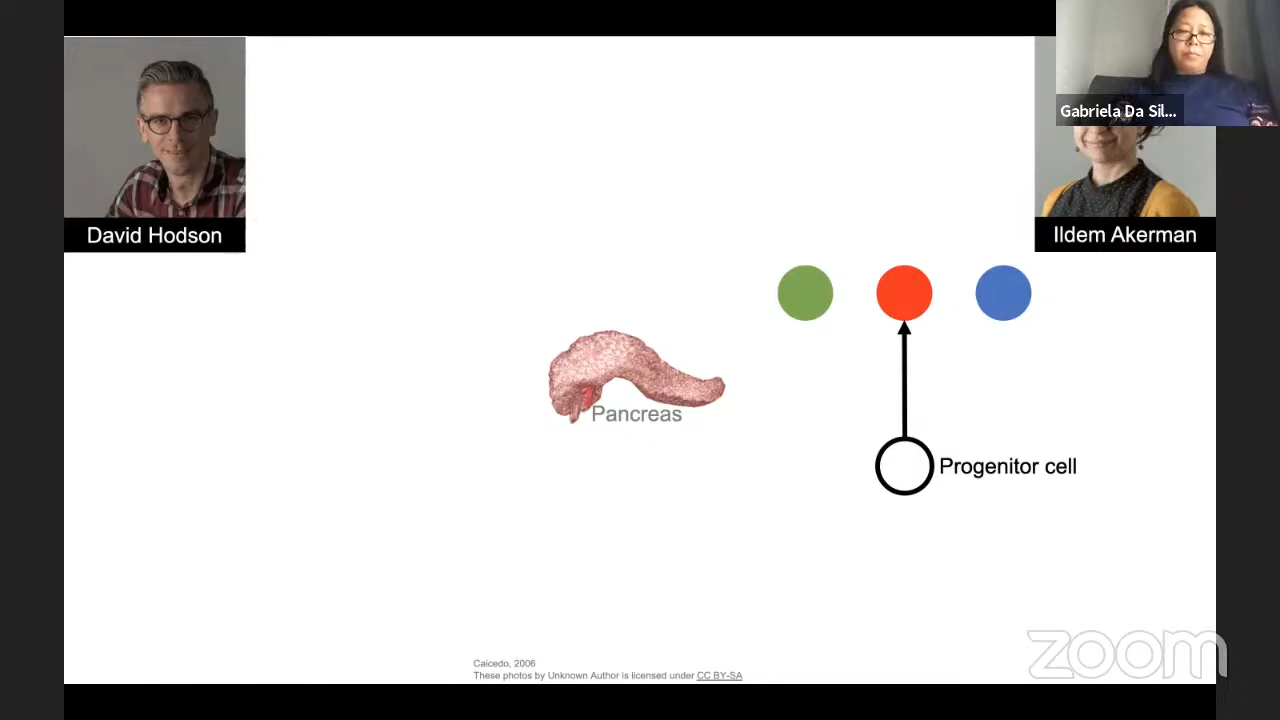 Gabriela Da Sil...
David Hodson
Ildem Akerman
Pancreas
Progenitor cell
Caicedo, 2006
These photos by Unknown Author is licensed under CC BY-SA
zoom